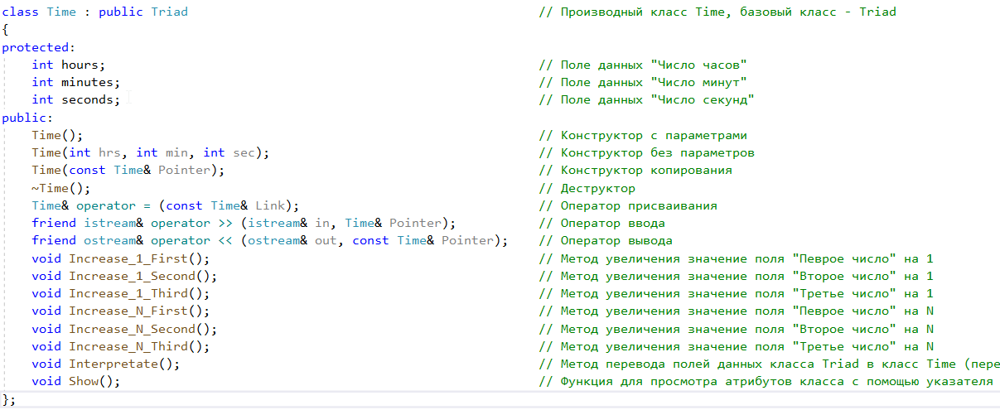 class Time : public Triad // Производный класс Time, базовый класс - Triad
{
protected:
int hours; // Поле данных "Число часов"
int minutes; // Поле данных "Число минут"
int seconds; // Поле данных "Число секунд"
public:
Time(); // Конструктор с параметрами
Time(int hrs, int min, int sec); // Конструктор без параметров
Time(const Time& Pointer); // Конструктор копирования
~Time(); // Деструктор
Time& operator = (const Time& Link); // Оператор присваивания
friend istream& operator >> (istream& in, Time& Pointer); // Оператор ввода
friend ostream& operator << (ostream& out, const Time& Pointer); // Оператор вывода
void Increase_1_First(); // Метод увеличения значение поля "Певрое число" на 1
void Increase_1_Second(); // Метод увеличения значение поля "Второе число" на 1
void Increase_1_Third(); // Метод увеличения значение поля "Третье число" на 1
void Increase_N_First(); // Метод увеличения значение поля "Певрое число" на N
void Increase_N_Second(); // Метод увеличения значение поля "Второе число" на N
void Increase_N_Third(); // Метод увеличения значение поля "Третье число" на N
void Interpretate(); // Метод перевода полей данных класса Triad в класс Time (пере
void Show(); // Функция для просмотра атрибутов класса с помощью указателя
};